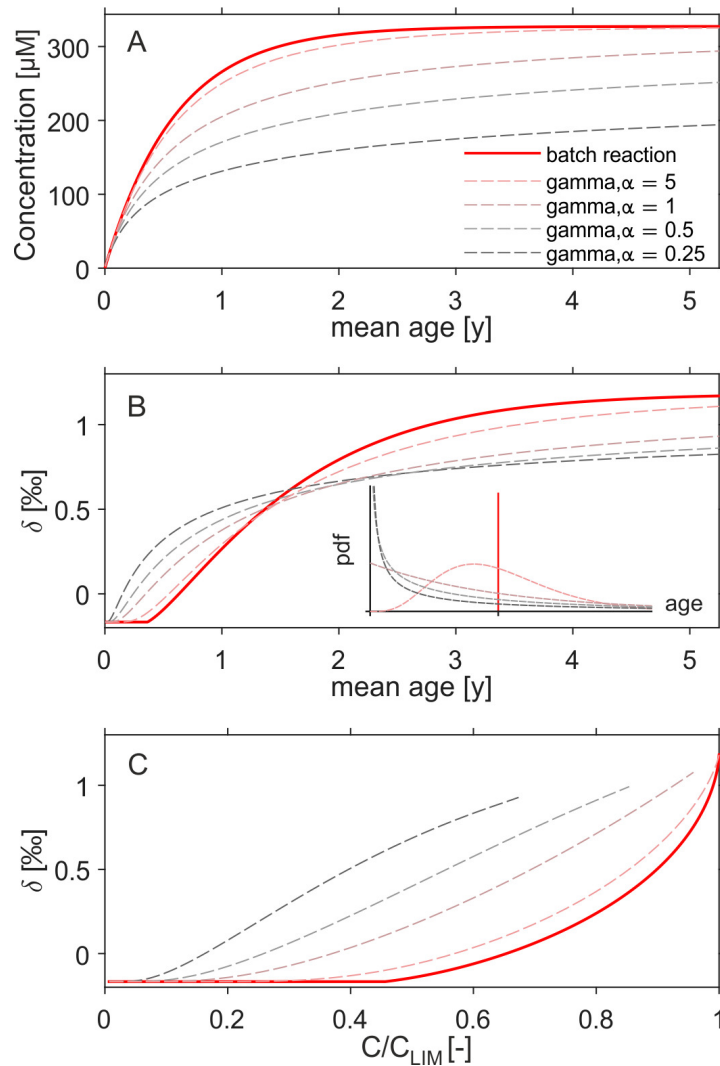 A
Concentration [µM]
300
200
100
0
batch reaction
gamma,α = 5
gamma,α = 1
gamma,α = 0.5
gamma,α = 0.25
0 1 2 3 4 5
mean age [y]
B
δ [‰]
1
0.5
0
pdf
age
0 1 2 3 4 5
mean age [y]
C
δ [‰]
1
0.5
0
0 0.2 0.4 0.6 0.8 1
C/C_LIM [-]